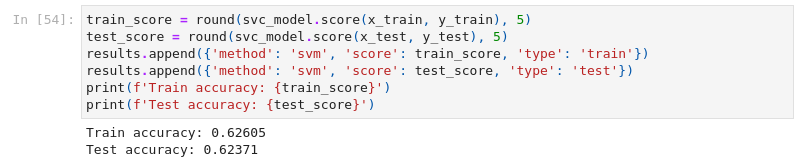 In [54]:
train_score = round(svc_model.score(x_train, y_train), 5)
test_score = round(svc_model.score(x_test, y_test), 5)
results.append({'method': 'svm', 'score': train_score, 'type': 'train'})
results.append({'method': 'svm', 'score': test_score, 'type': 'test'})
print(f'Train accuracy: {train_score}')
print(f'Test accuracy: {test_score}')
Train accuracy: 0.62605
Test accuracy: 0.62371